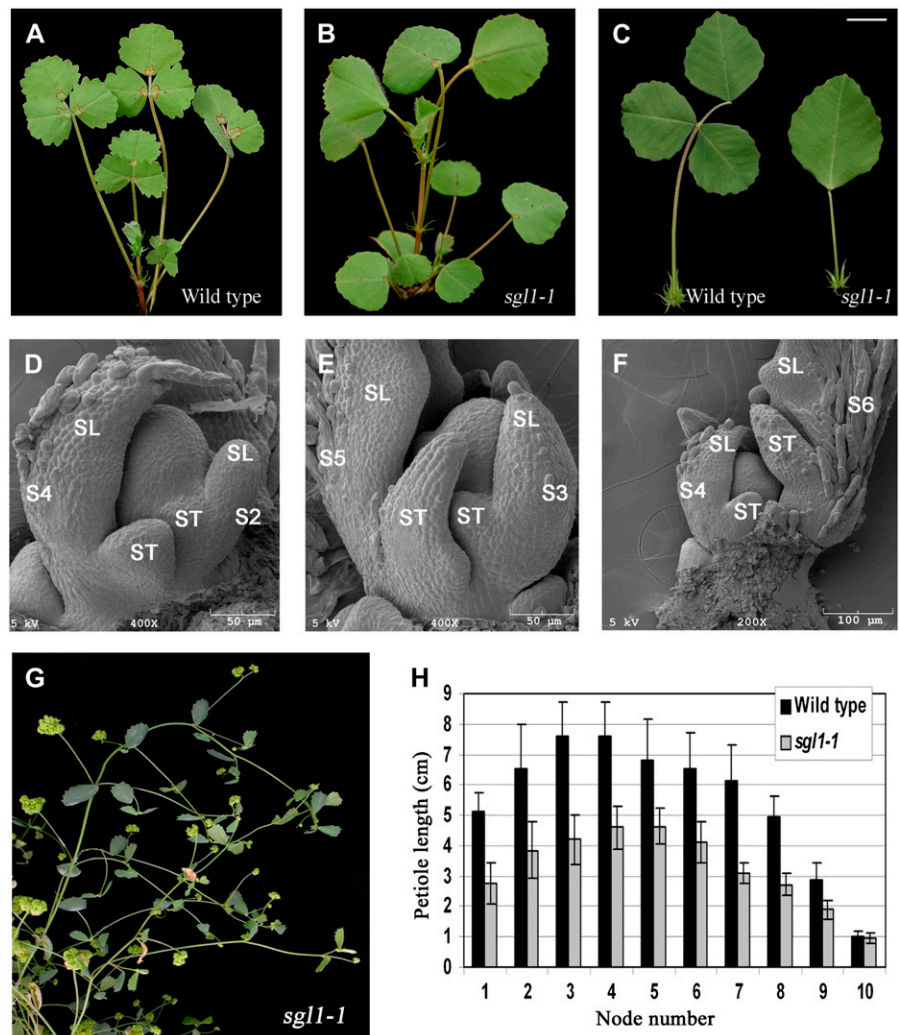 A
Wild type
B
sgl1-1
C
Wild type
sgl1-1
D
SL
SL
S4
ST
S2
ST
5 kV 400X 50 µm
E
SL
SL
S5
S3
ST
ST
5 kV 400X 50 µm
F
SL
S6
SL
ST
S4
ST
5 kV 200X 100 µm
G
sgl1-1
H
Wild type
sgl1-1
Petiole length (cm)
9
8
7
6
5
4
3
2
1
0
1 2 3 4 5 6 7 8 9 10
Node number